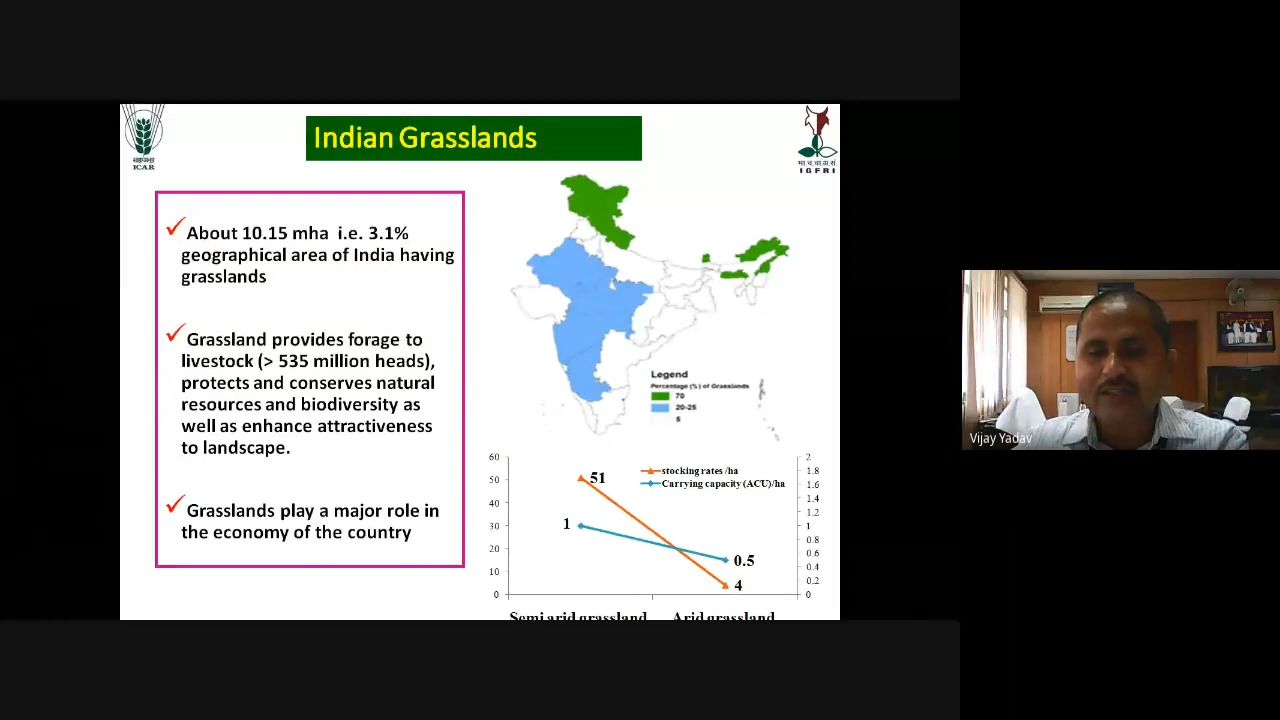 Indian Grasslands
ICAR
IGFRI
About 10.15 mha i.e. 3.1%
geographical area of India having
grasslands
Grassland provides forage to
livestock (> 535 million heads),
protects and conserves natural
resources and biodiversity as
well as enhance attractiveness
to landscape.
Grasslands play a major role in
the economy of the country
Legend
Percentage (%) of Grasslands
70
20-25
5
60
50
40
30
20
10
0
51
1
0.5
4
stocking rates /ha
Carrying capacity (ACU)/ha
2
1.8
1.6
1.4
1.2
1
0.8
0.6
0.4
0.2
0
Semi arid grassland
Arid grassland
Vijay Yadav